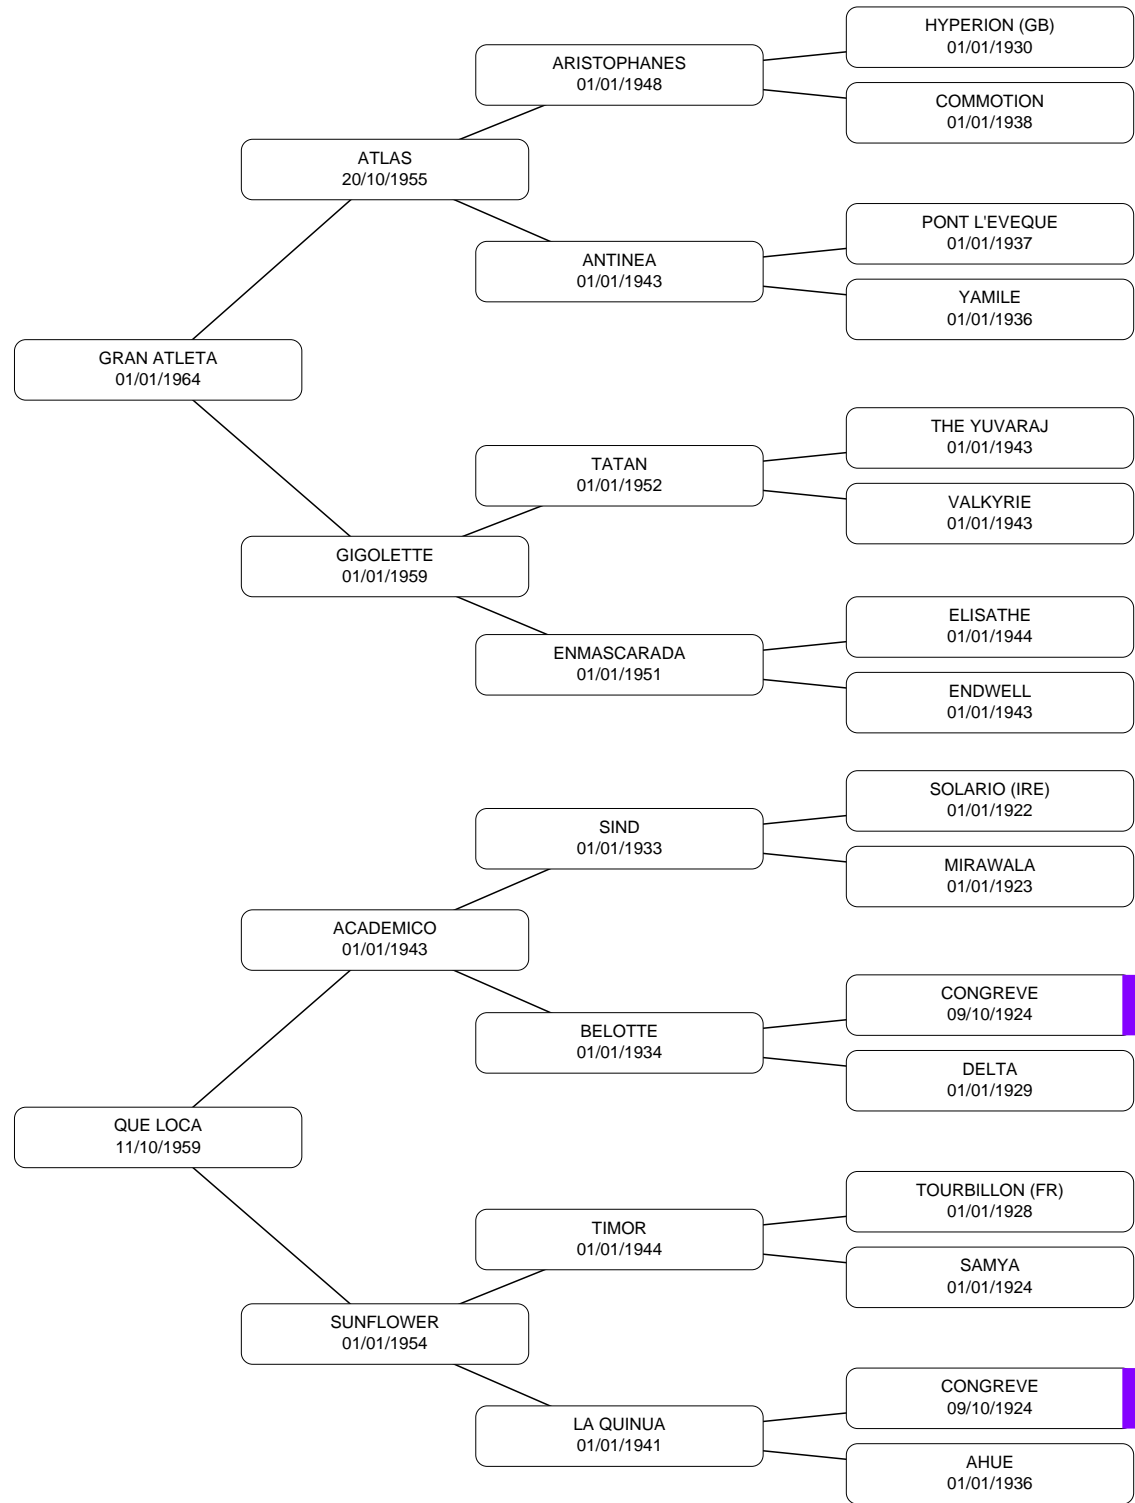 HYPERION (GB)
01/01/1930
ARISTOPHANES
01/01/1948
COMMOTION
01/01/1938
ATLAS
20/10/1955
PONT L'EVEQUE
01/01/1937
ANTINEA
01/01/1943
YAMILE
01/01/1936
GRAN ATLETA
01/01/1964
THE YUVARAJ
01/01/1943
TATAN
01/01/1952
VALKYRIE
01/01/1943
GIGOLETTE
01/01/1959
ELISATHE
01/01/1944
ENMASCARADA
01/01/1951
ENDWELL
01/01/1943
SOLARIO (IRE)
01/01/1922
SIND
01/01/1933
MIRAWALA
01/01/1923
ACADEMICO
01/01/1943
CONGREVE
09/10/1924
BELOTTE
01/01/1934
DELTA
01/01/1929
QUE LOCA
11/10/1959
TOURBILLON (FR)
01/01/1928
TIMOR
01/01/1944
SAMYA
01/01/1924
SUNFLOWER
01/01/1954
CONGREVE
09/10/1924
LA QUINUA
01/01/1941
AHUE
01/01/1936